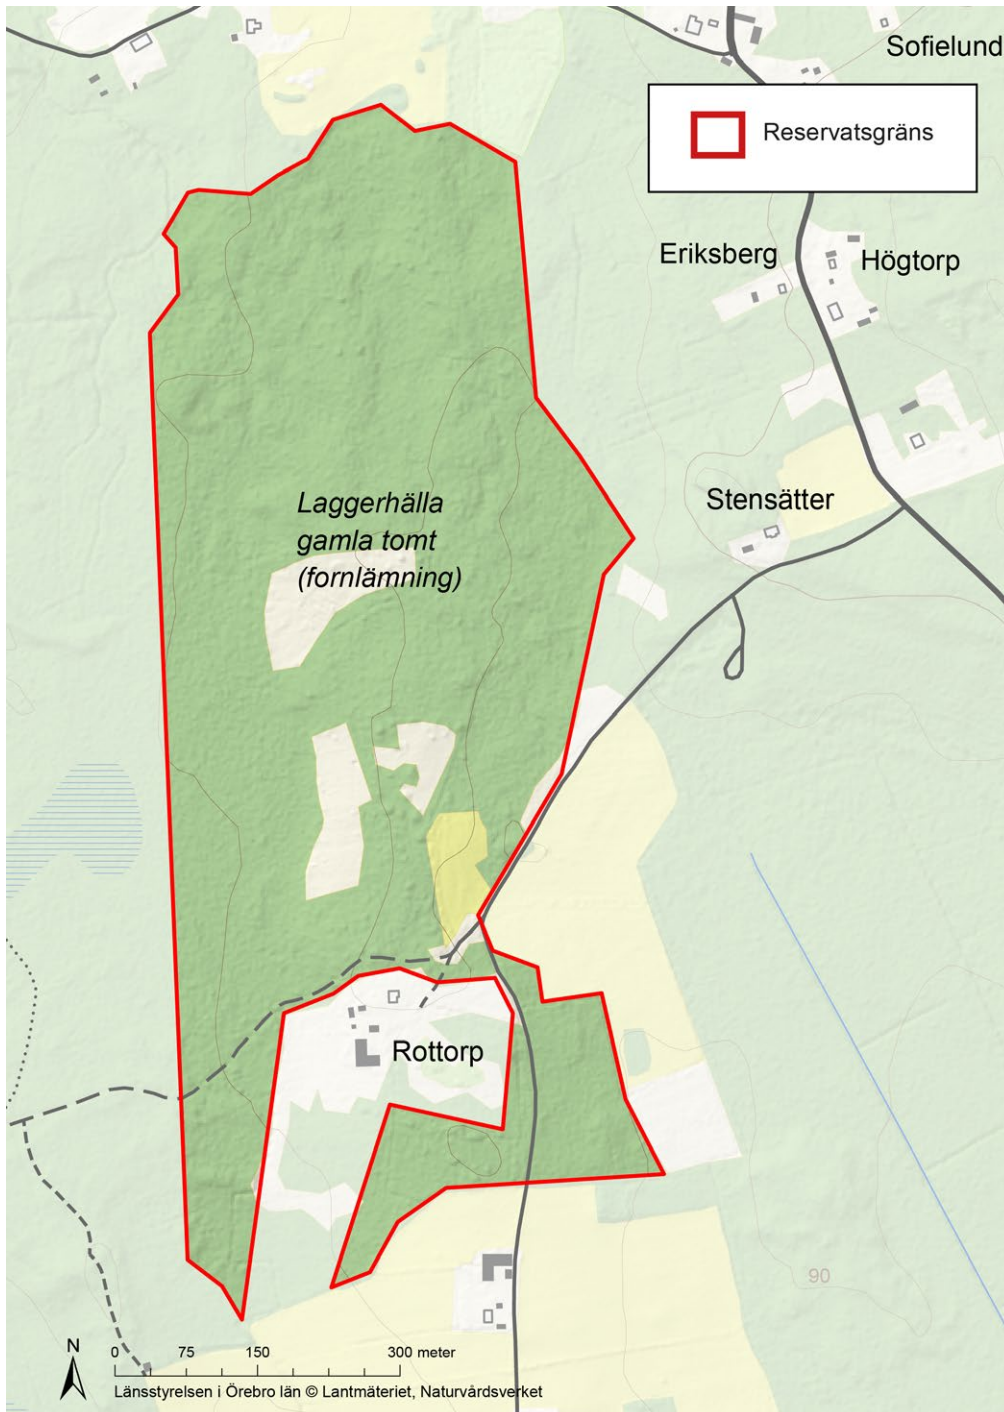 Sofielund
Reservatsgräns
Eriksberg
Högtorp
Stensätter
Laggerhälla
gamla tomt
(fornlämning)
Rottorp
90
N
0 75 150 300 meter
Länsstyrelsen i Örebro län © Lantmäteriet, Naturvårdsverket